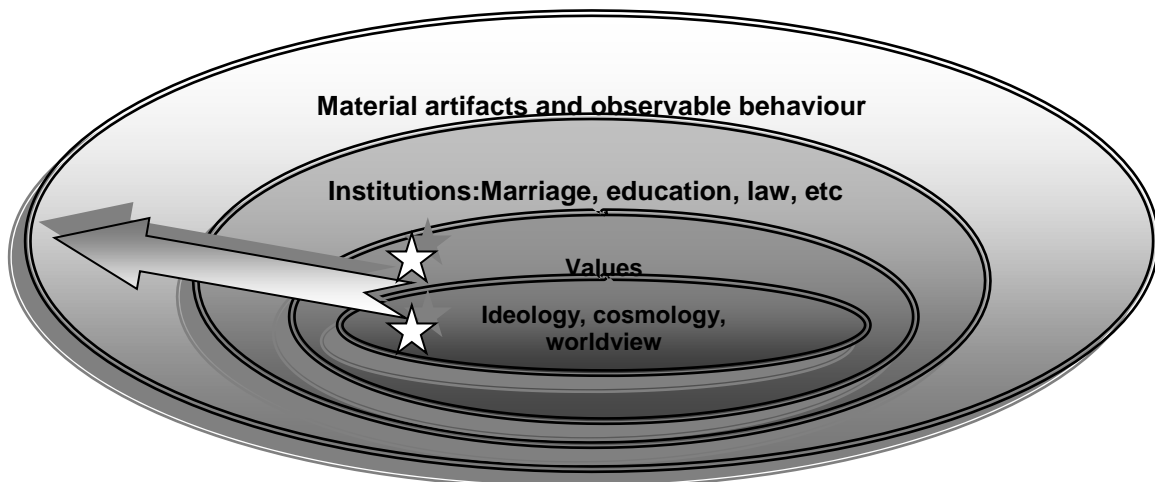 Material artifacts and observable behaviour
Institutions:Marriage, education, law, etc
Values
Ideology, cosmology,
worldview